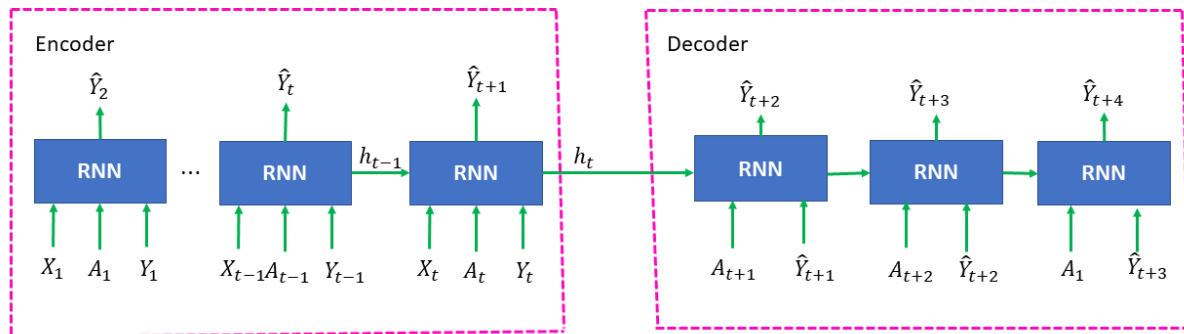 Encoder
Decoder
Ŷ₂ Ŷₜ Ŷₜ₊₁ Ŷₜ₊₂ Ŷₜ₊₃ Ŷₜ₊₄
RNN ... RNN hₜ₋₁ RNN hₜ RNN RNN RNN
X₁ A₁ Y₁ Xₜ₋₁ Aₜ₋₁ Yₜ₋₁ Xₜ Aₜ Yₜ Aₜ₊₁ Ŷₜ₊₁ Aₜ₊₂ Ŷₜ₊₂ A₁ Ŷₜ₊₃